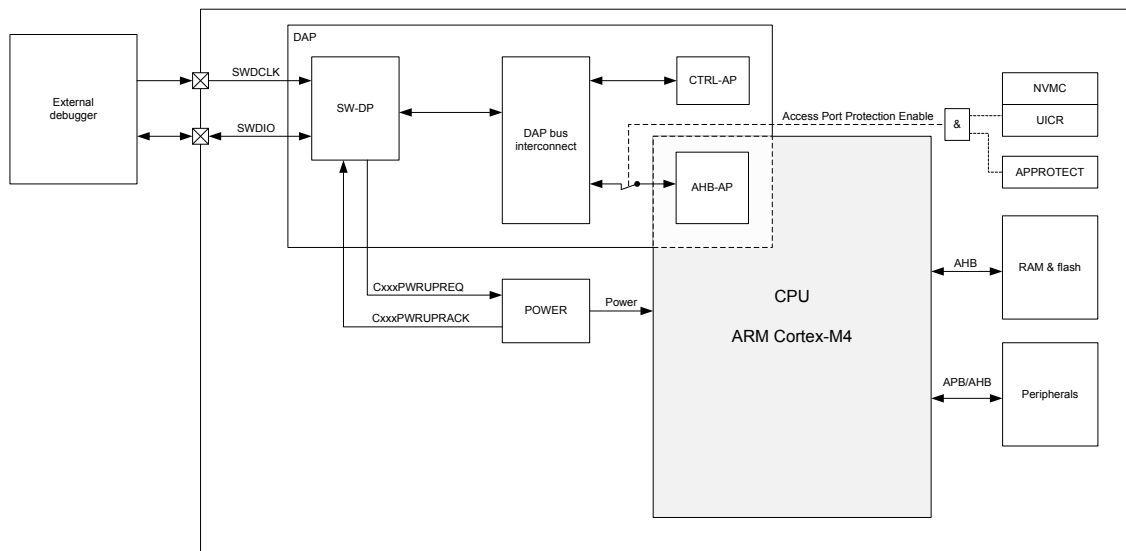 DAP
External
debugger
SWDCLK
SWDIO
SW-DP
DAP bus
interconnect
CTRL-AP
AHB-AP
Access Port Protection Enable
&
NVMC
UICR
APPROTECT
CxxxPWRUPREQ
CxxxPWRUPRACK
POWER
Power
CPU
ARM Cortex-M4
AHB
RAM & flash
APB/AHB
Peripherals